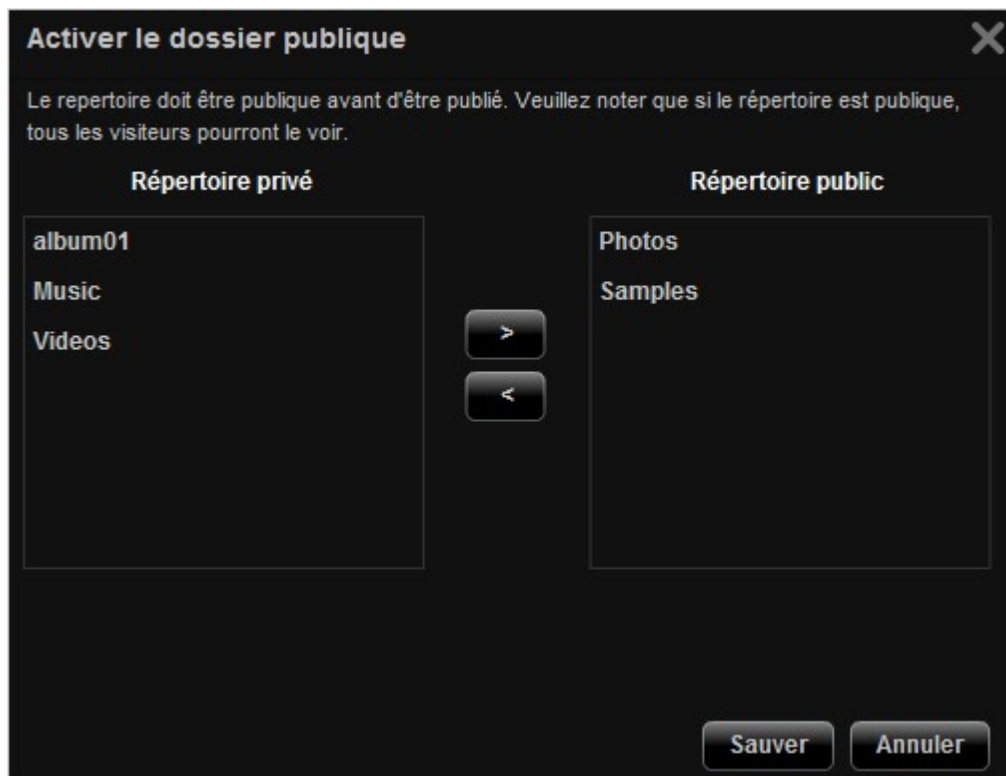 Activer le dossier publique
Le repertoire doit être publique avant d'être publié. Veuillez noter que si le répertoire est publique,
tous les visiteurs pourront le voir.
Répertoire privé
Répertoire public
album01
Music
Videos
>
<
Photos
Samples
Sauver
Annuler